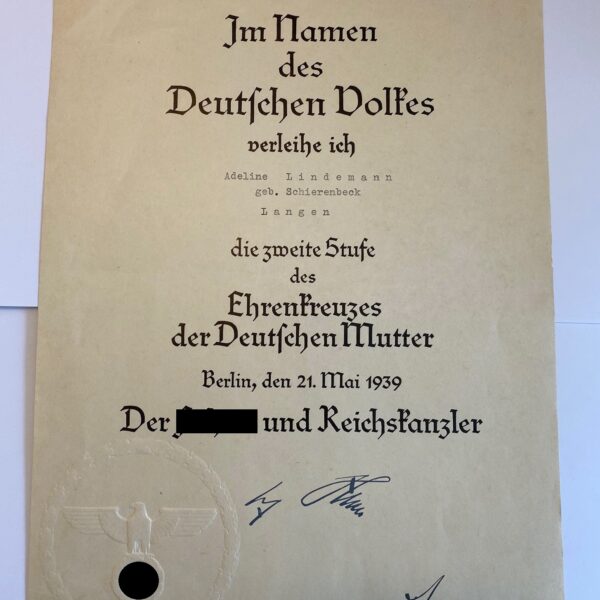 Im Namen
des
Deutſchen Volkes
verleihe ich
Adeline Lindemann
geb. Schierenbeck
Langen
die zweite Stufe
des
Ehrenkreuzes
der Deutſchen Mutter
Berlin, den 21. Mai 1939
Der und Reichskanzler